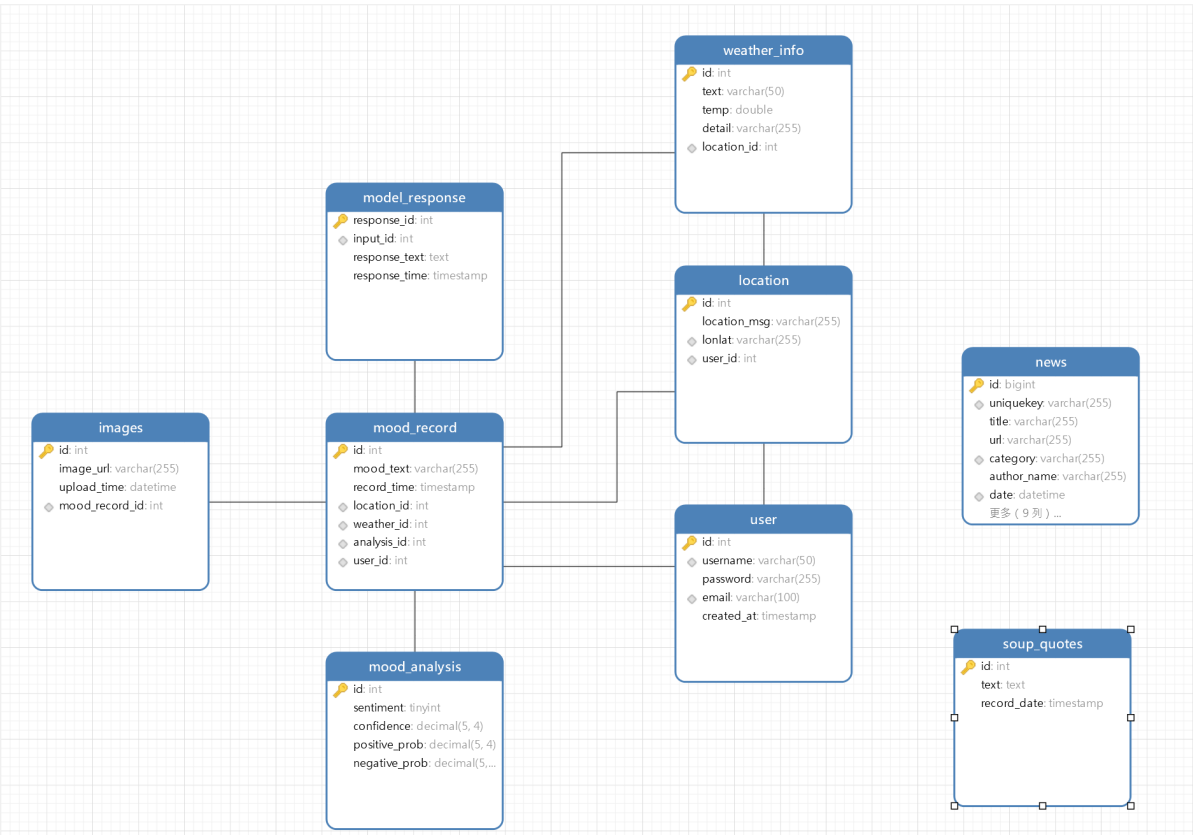 weather_info
id: int
text: varchar(50)
temp: double
detail: varchar(255)
location_id: int
model_response
response_id: int
input_id: int
response_text: text
response_time: timestamp
location
id: int
location_msg: varchar(255)
lonlat: varchar(255)
user_id: int
news
id: bigint
uniquekey: varchar(255)
title: varchar(255)
url: varchar(255)
category: varchar(255)
author_name: varchar(255)
date: datetime
更多 ( 9 列 ) ...
images
id: int
image_url: varchar(255)
upload_time: datetime
mood_record_id: int
mood_record
id: int
mood_text: varchar(255)
record_time: timestamp
location_id: int
weather_id: int
analysis_id: int
user_id: int
user
id: int
username: varchar(50)
password: varchar(255)
email: varchar(100)
created_at: timestamp
mood_analysis
id: int
sentiment: tinyint
confidence: decimal(5, 4)
positive_prob: decimal(5, 4)
negative_prob: decimal(5,...
soup_quotes
id: int
text: text
record_date: timestamp